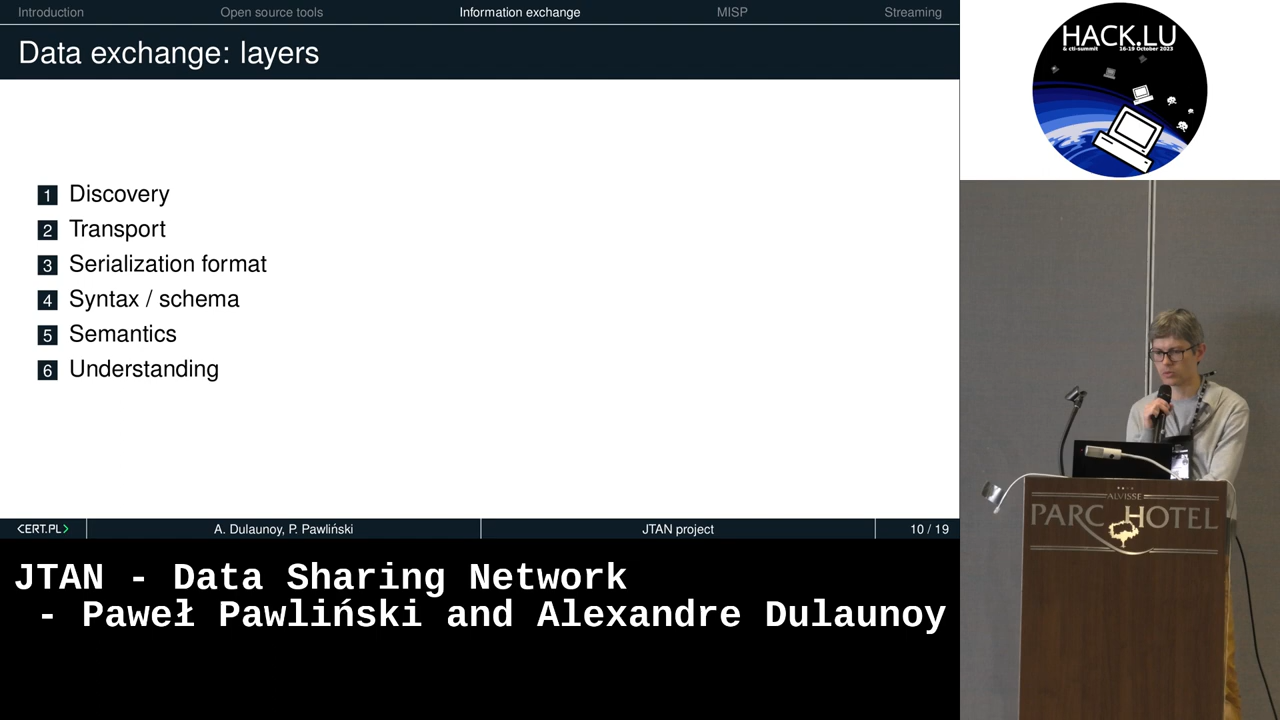 Introduction
Open source tools
Information exchange
MISP
Streaming
Data exchange: layers
1 Discovery
2 Transport
3 Serialization format
4 Syntax / schema
5 Semantics
6 Understanding
CERT.PL>
A. Dulaunoy, P. Pawliński
JTAN project
10 / 19
JTAN - Data Sharing Network
- Paweł Pawliński and Alexandre Dulaunoy
HACK.LU
& cti-summit 16-19 October 2023
ALVISSE
PARC HOTEL